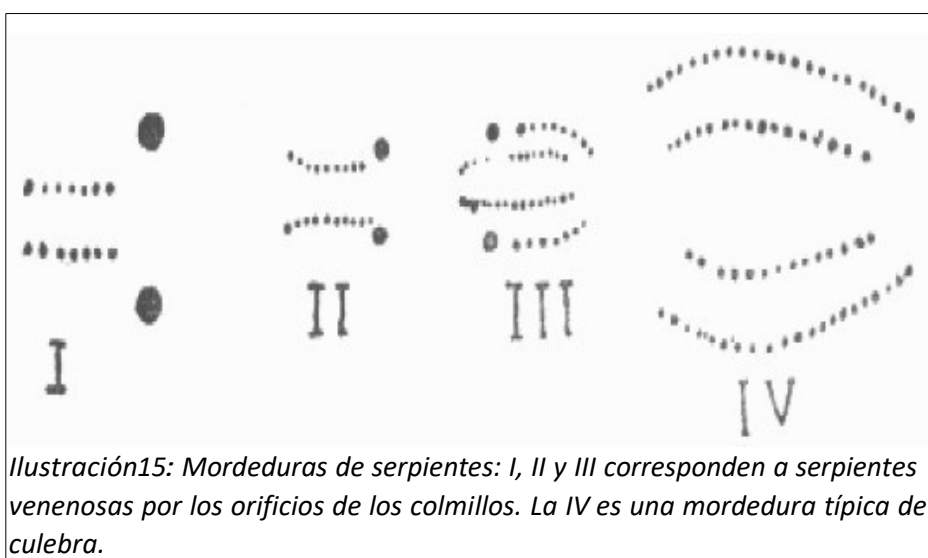 I
II
III
IV
Ilustración15: Mordeduras de serpientes: I, II y III corresponden a serpientes
venenosas por los orificios de los colmillos. La IV es una mordedura típica de
culebra.